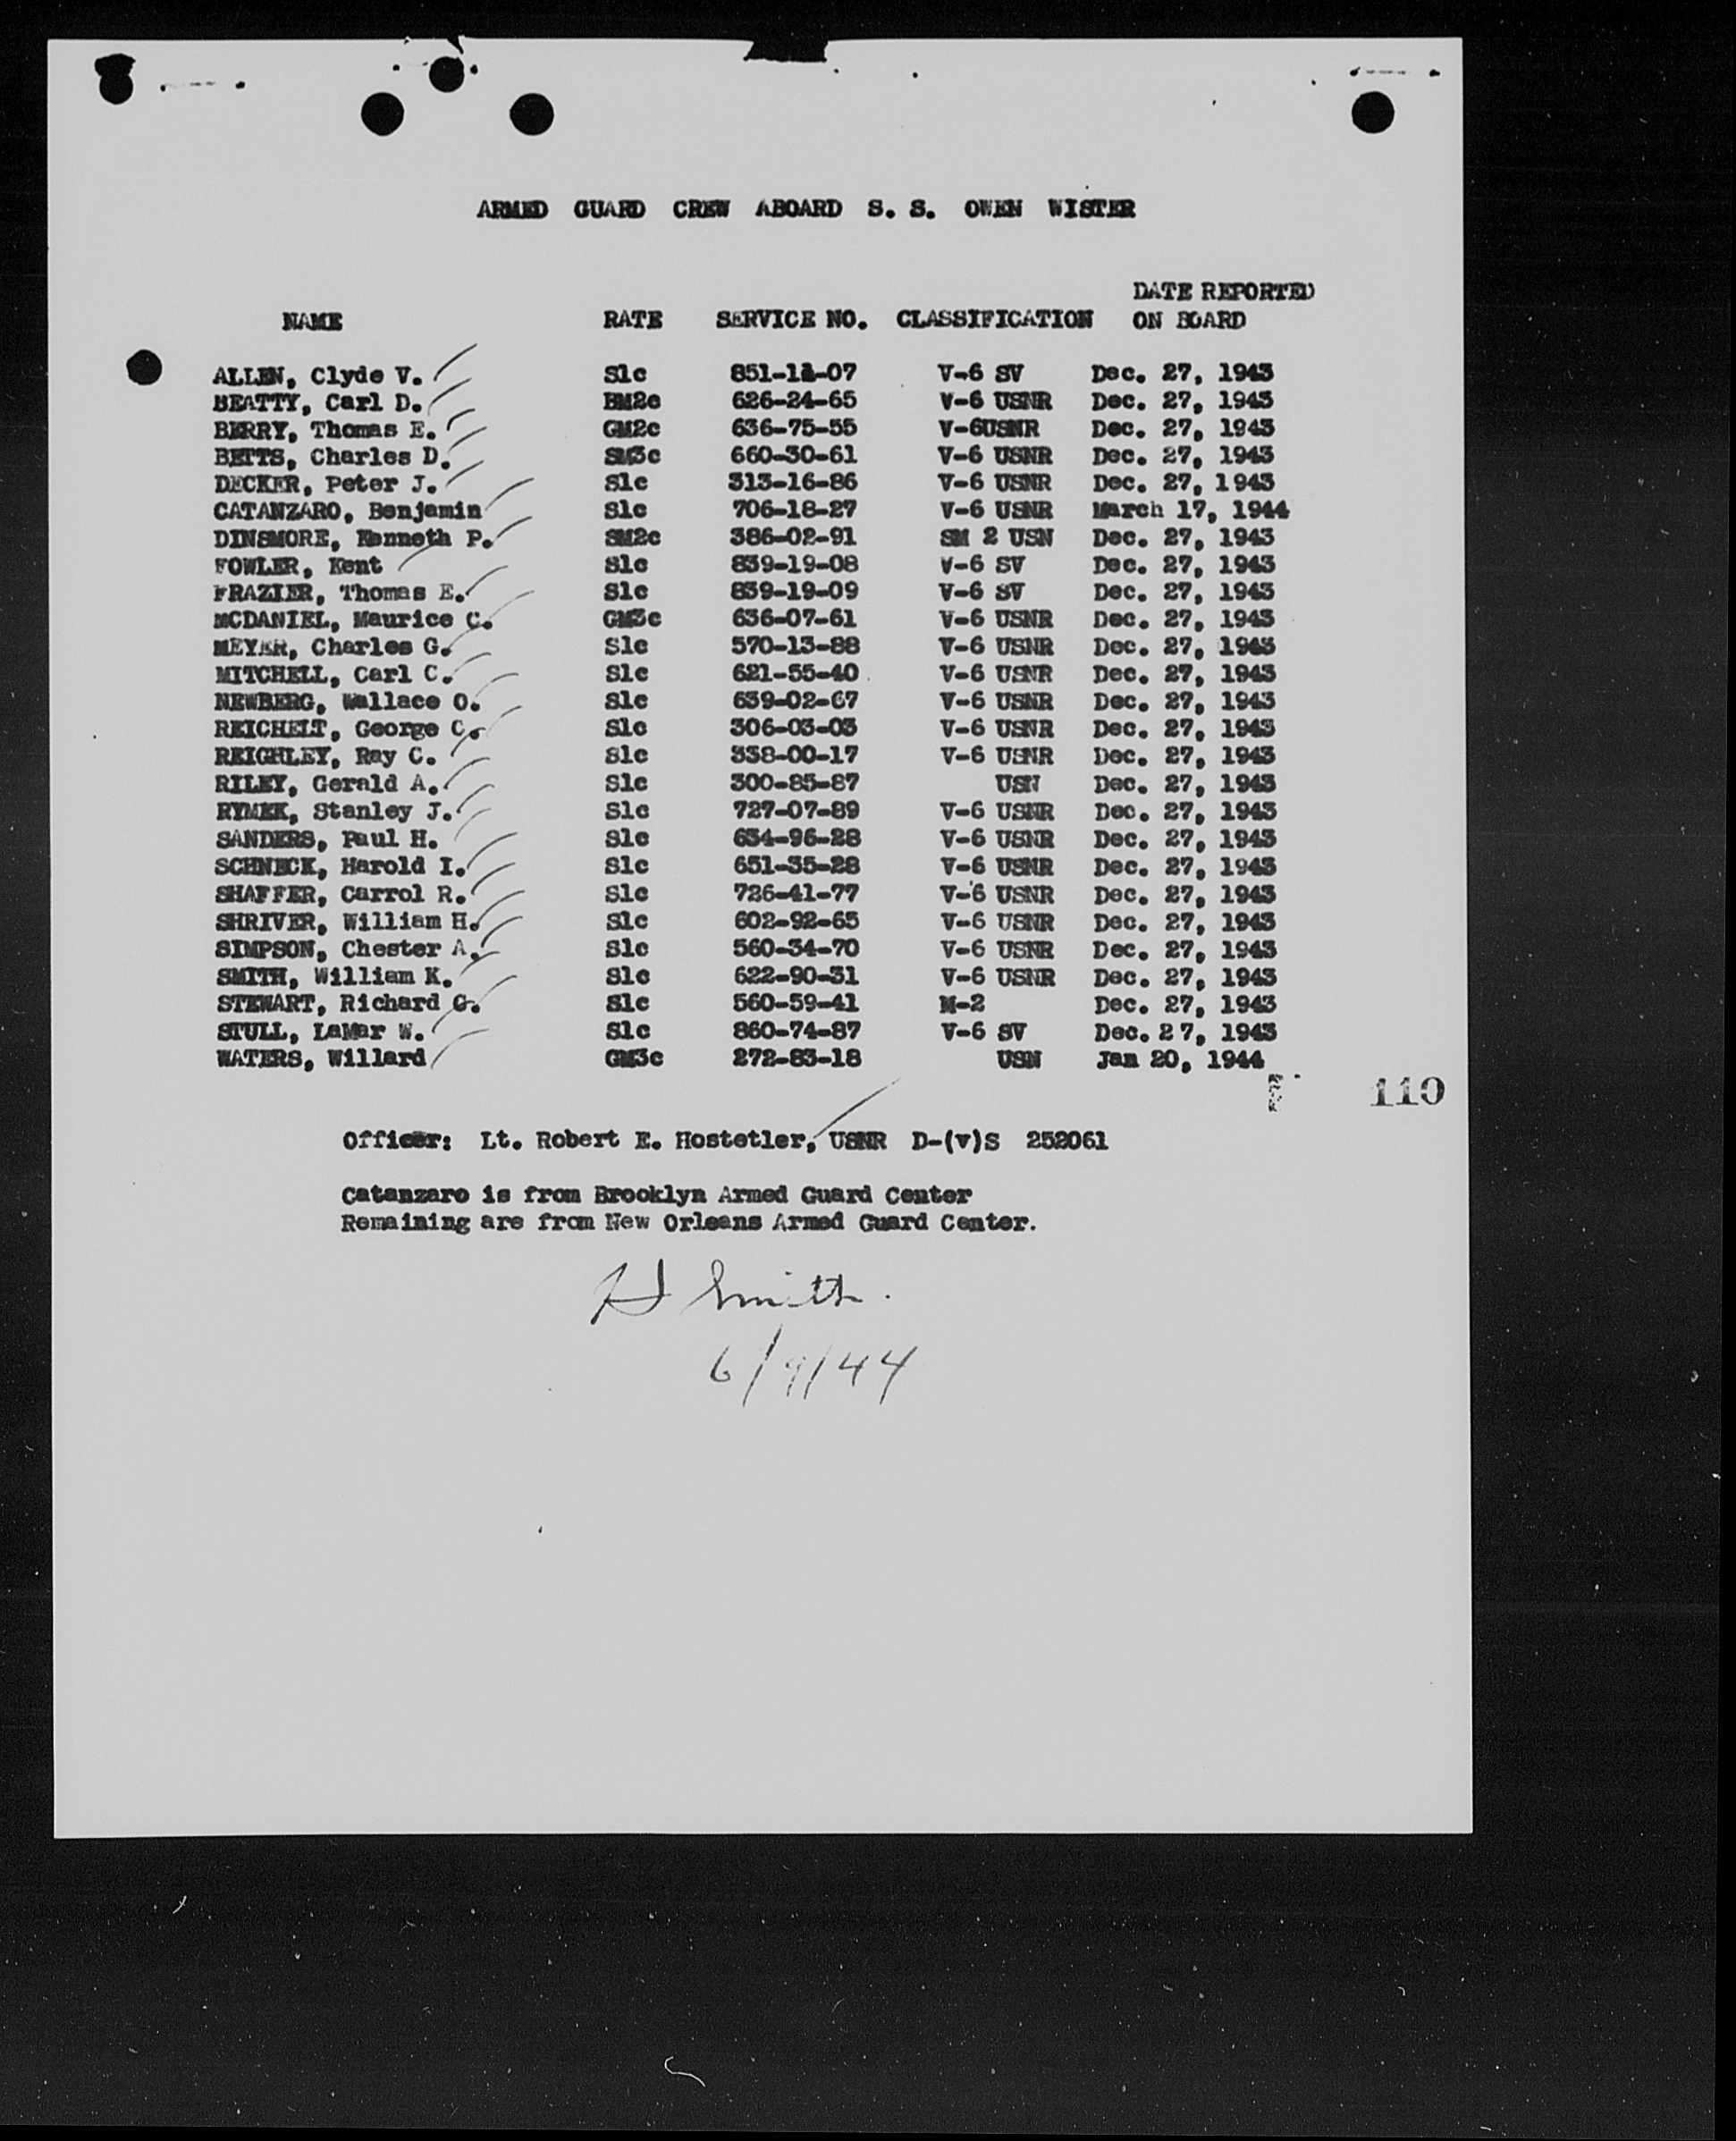 ARMED GUARD CREW ABOARD S. S. OWEN WISTER
DATE REPORTED
NAME RATE SERVICE NO. CLASSIFICATION ON BOARD
ALLEN, Clyde V. S1c 851-11-07 V-6 SV Dec. 27, 1943
BEATTY, Carl D. BM2c 626-24-65 V-6 USNR Dec. 27, 1943
BERRY, Thomas E. GM2c 636-75-55 V-6USNR Dec. 27, 1943
BETTS, Charles D. SM3c 660-30-61 V-6 USNR Dec. 27, 1943
DECKER, Peter J. S1c 313-16-86 V-6 USNR Dec. 27, 1943
CATANZARO, Benjamin S1c 706-18-27 V-6 USNR March 17, 1944
DINSMORE, Kenneth P. SM2c 386-02-91 SM 2 USN Dec. 27, 1943
FOWLER, Kent S1c 839-19-08 V-6 SV Dec. 27, 1943
FRAZIER, Thomas E. S1c 839-19-09 V-6 SV Dec. 27, 1943
MCDANIEL, Maurice C. GM3c 636-07-61 V-6 USNR Dec. 27, 1943
MEYER, Charles G. S1c 570-13-88 V-6 USNR Dec. 27, 1943
MITCHELL, Carl C. S1c 621-55-40 V-6 USNR Dec. 27, 1943
NEWBERG, Wallace O. S1c 639-02-67 V-6 USNR Dec. 27, 1943
REICHELT, George C. S1c 306-03-03 V-6 USNR Dec. 27, 1943
REIGHLEY, Ray C. S1c 338-00-17 V-6 USNR Dec. 27, 1943
RILEY, Gerald A. S1c 300-85-87 USN Dec. 27, 1943
RYMEK, Stanley J. S1c 727-07-89 V-6 USNR Dec. 27, 1943
SANDERS, Paul H. S1c 634-96-28 V-6 USNR Dec. 27, 1943
SCHNECK, Harold I. S1c 651-35-28 V-6 USNR Dec. 27, 1943
SHAFFER, Carrol R. S1c 726-41-77 V-6 USNR Dec. 27, 1943
SHRIVER, William H. S1c 602-92-65 V-6 USNR Dec. 27, 1943
SIMPSON, Chester A. S1c 560-34-70 V-6 USNR Dec. 27, 1943
SMITH, William K. S1c 622-90-31 V-6 USNR Dec. 27, 1943
STEWART, Richard G. S1c 560-59-41 M-2 Dec. 27, 1943
STULL, LaMar W. S1c 860-74-87 V-6 SV Dec. 27, 1943
WATERS, Willard GM3c 272-83-18 USN Jan 20, 1944
110
Officer: Lt. Robert E. Hostetler, USNR D-(v)S 252061
Catanzaro is from Brooklyn Armed Guard Center
Remaining are from New Orleans Armed Guard Center.
H Smith.
6/9/44